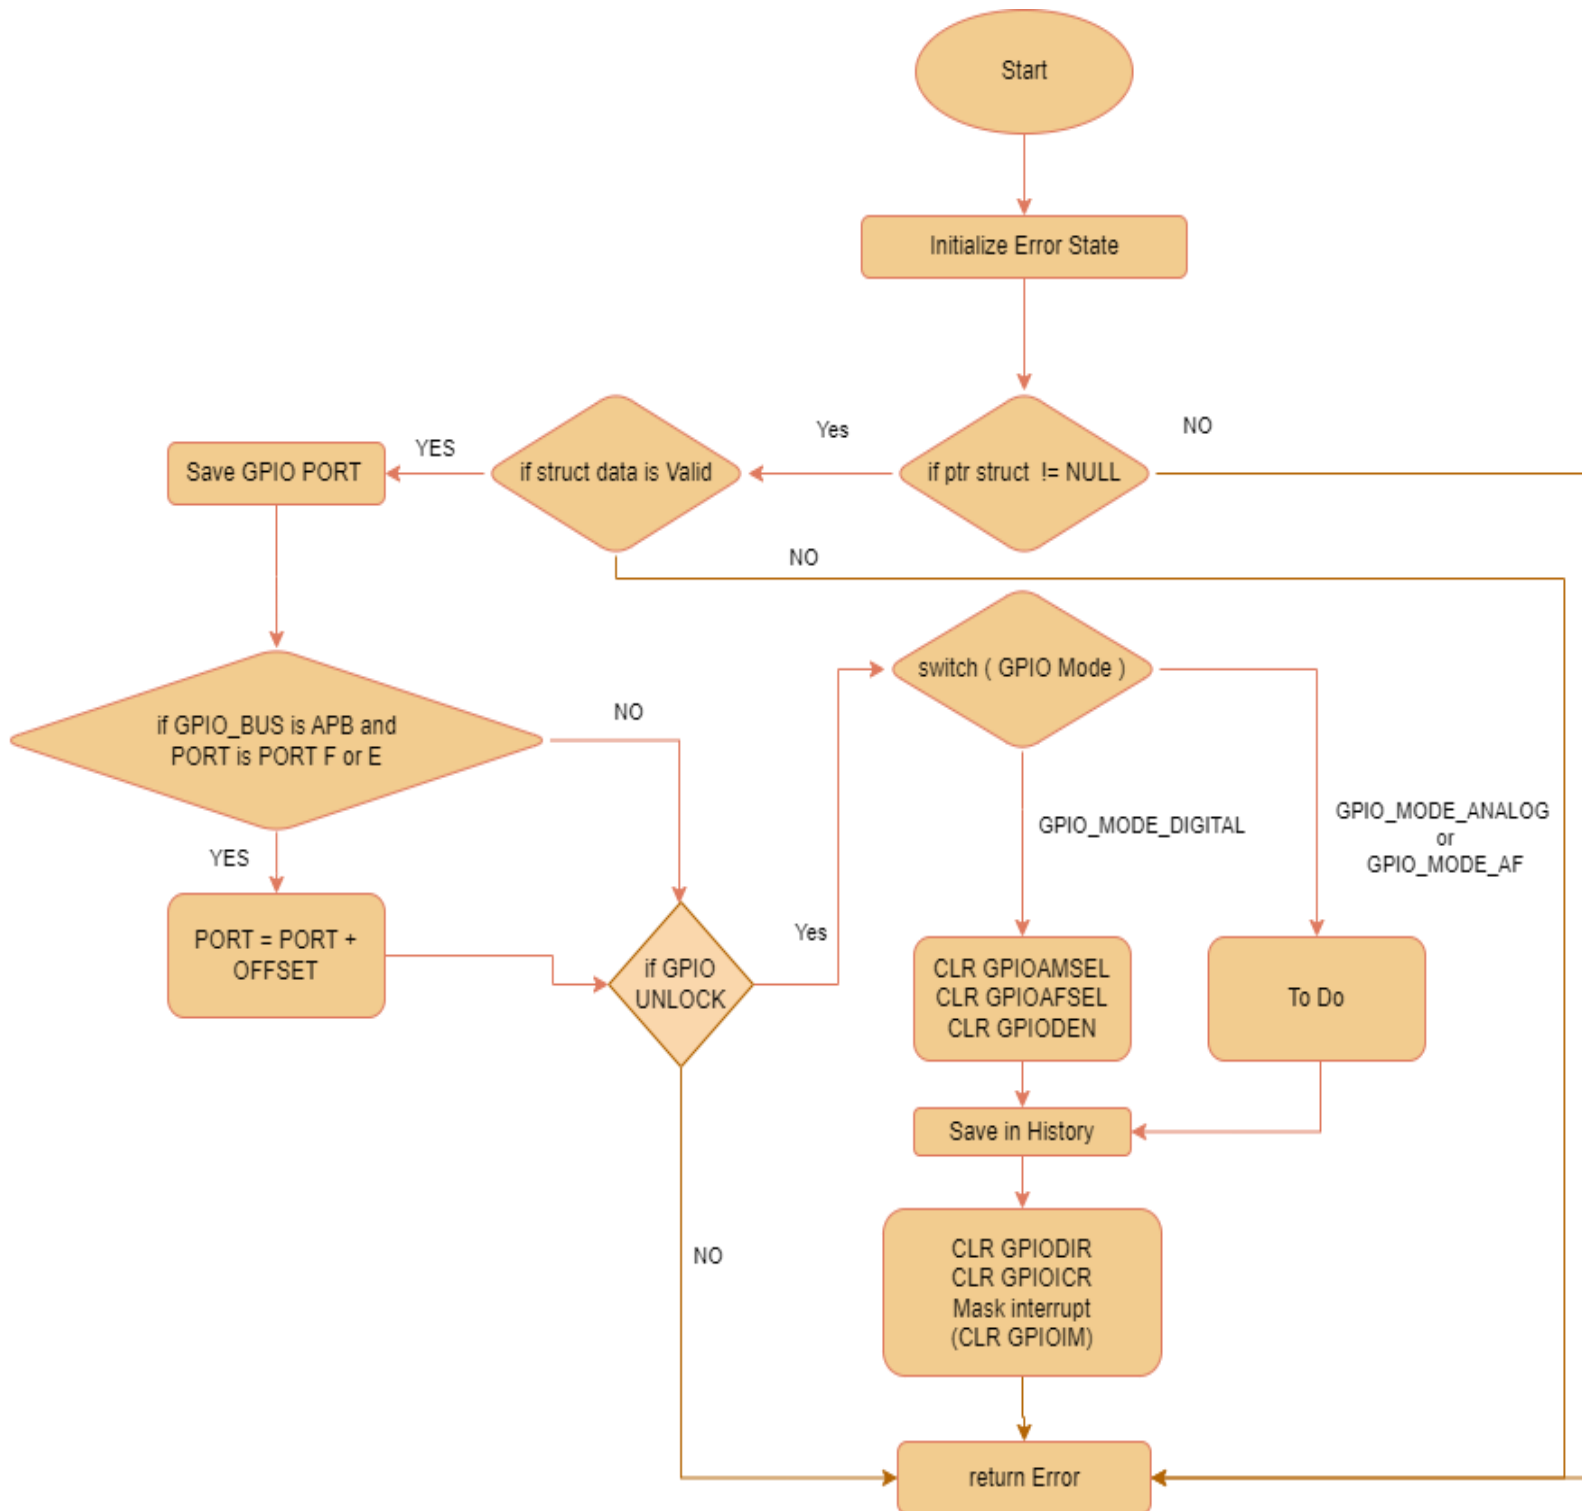 Start
Initialize Error State
if ptr struct != NULL
Yes
NO
if struct data is Valid
YES
NO
Save GPIO PORT
if GPIO_BUS is APB and
PORT is PORT F or E
NO
YES
PORT = PORT +
OFFSET
if GPIO
UNLOCK
Yes
NO
switch ( GPIO Mode )
GPIO_MODE_DIGITAL
GPIO_MODE_ANALOG
or
GPIO_MODE_AF
CLR GPIOAMSEL
CLR GPIOAFSEL
CLR GPIODEN
To Do
Save in History
CLR GPIODIR
CLR GPIOICR
Mask interrupt
(CLR GPIOIM)
return Error